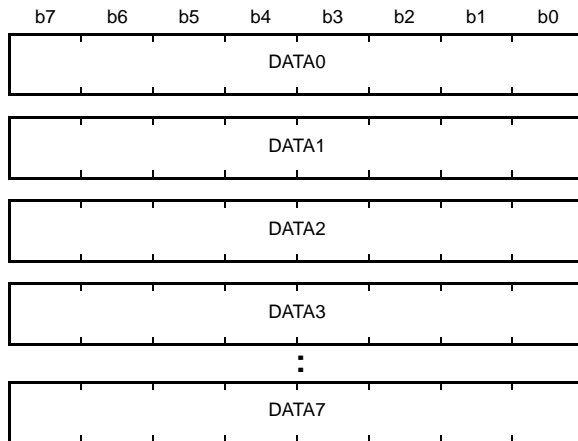 b7 b6 b5 b4 b3 b2 b1 b0
DATA0
DATA1
DATA2
DATA3
:
DATA7